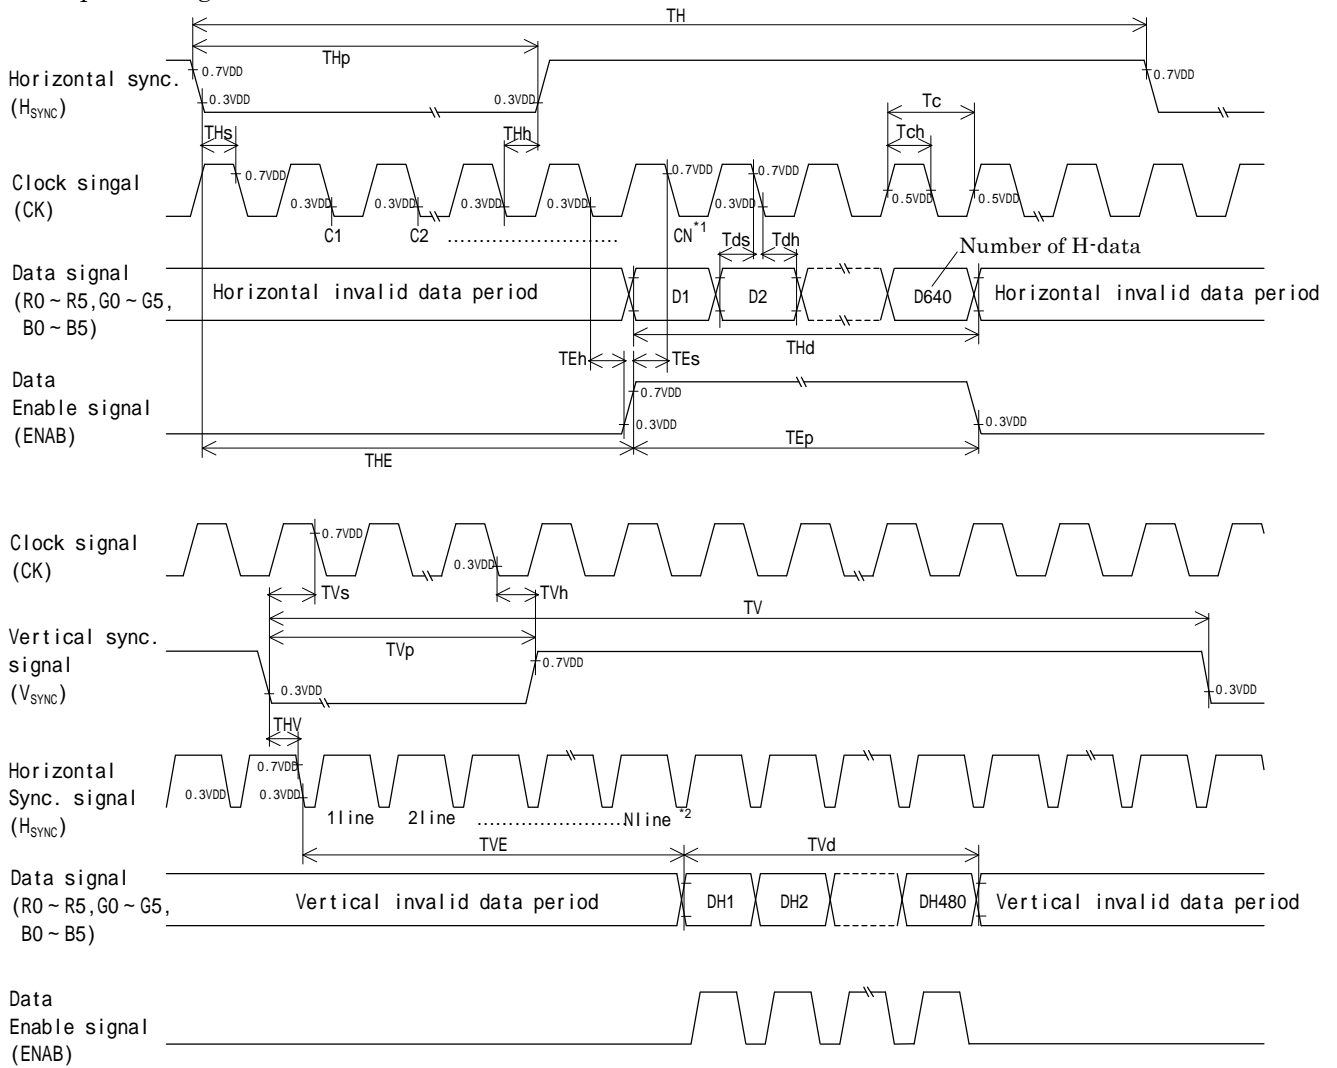 TH
THp
Horizontal sync.
(HSYNC)
0.7VDD
0.3VDD
0.3VDD
0.7VDD
THs
THh
Tc
Tch
Clock singal
(CK)
0.7VDD
0.3VDD
0.3VDD
0.3VDD
0.3VDD
0.7VDD
0.3VDD
0.7VDD
0.5VDD
0.5VDD
C1
C2
CN*1
Tds
Tdh
Number of H-data
Data signal
(R0~R5,G0~G5,
B0~B5)
Horizontal invalid data period
D1
D2
D640
Horizontal invalid data period
THd
TEh
TEs
Data
Enable signal
(ENAB)
0.7VDD
0.3VDD
0.3VDD
THE
TEp
Clock signal
(CK)
0.7VDD
0.3VDD
TVs
TVh
TV
Vertical sync.
signal
(VSYNC)
TVp
0.3VDD
0.7VDD
0.3VDD
THV
Horizontal
Sync. signal
(HSYNC)
0.3VDD
0.7VDD
0.3VDD
1line
2line
Nline*2
TVE
TVd
Data signal
(R0~R5,G0~G5,
B0~B5)
Vertical invalid data period
DH1
DH2
DH480
Vertical invalid data period
Data
Enable signal
(ENAB)